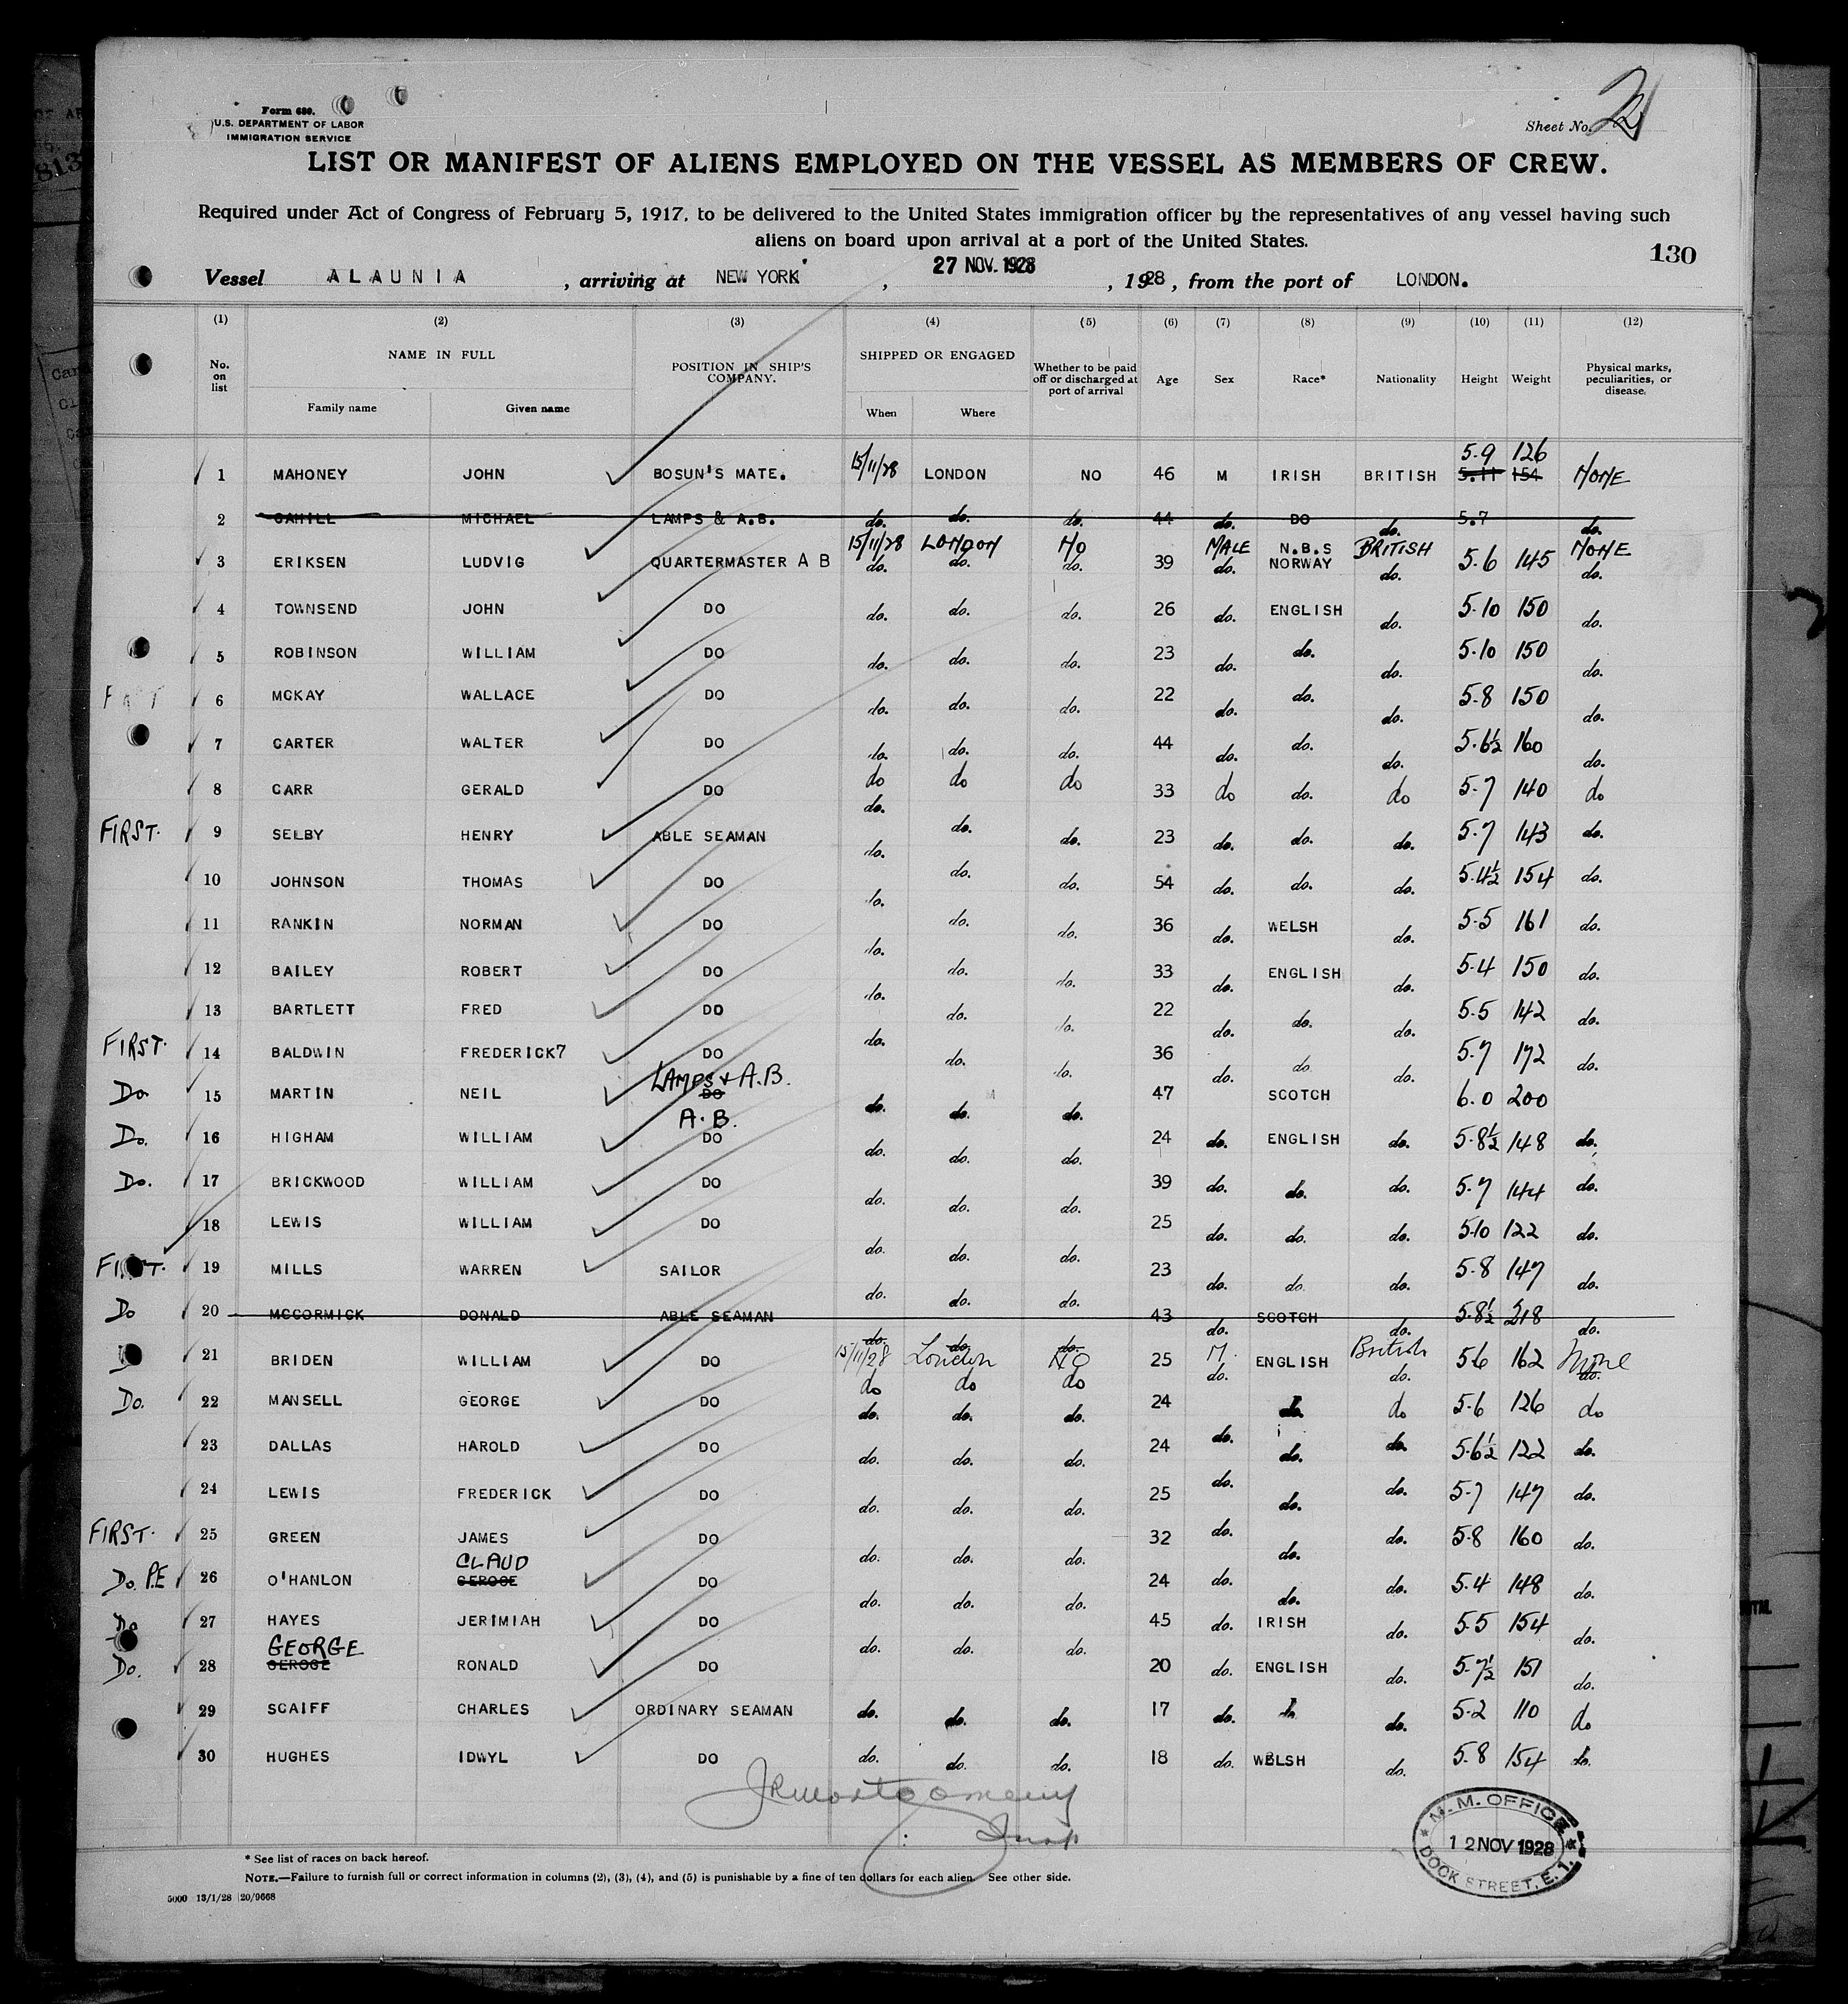 Form 680.
U.S. DEPARTMENT OF LABOR
IMMIGRATION SERVICE
Sheet No. 2
LIST OR MANIFEST OF ALIENS EMPLOYED ON THE VESSEL AS MEMBERS OF CREW.
Required under Act of Congress of February 5, 1917, to be delivered to the United States immigration officer by the representatives of any vessel having such
aliens on board upon arrival at a port of the United States.
130
Vessel ALAUNIA, arriving at NEW YORK, 27 NOV. 1928, 1928, from the port of LONDON.
(1) (2) (3) (4) (5) (6) (7) (8) (9) (10) (11) (12)
No. on list NAME IN FULL Family name Given name POSITION IN SHIP'S COMPANY. SHIPPED OR ENGAGED When Where Whether to be paid off or discharged at port of arrival Age Sex Race* Nationality Height Weight Physical marks, peculiarities, or disease.
5.9 126
1 MAHONEY JOHN BOSUN'S MATE. 15/11/28 LONDON NO 46 M IRISH BRITISH 5.11 154 NONE
2 CAHILL MICHAEL LAMPS & A.B. do. do. do. 44 do. DO do. 5.7 do.
15/11/28 LONDON NO MALE N.B.S BRITISH NONE
3 ERIKSEN LUDVIG QUARTERMASTER A B do. do. do. 39 do. NORWAY do. 5.6 145 do.
4 TOWNSEND JOHN DO do. do. do. 26 do. ENGLISH do. 5.10 150 do.
5 ROBINSON WILLIAM DO do. do. do. 23 do. do. do. 5.10 150 do.
6 MCKAY WALLACE DO do. do. do. 22 do. do. do. 5.8 150 do.
7 CARTER WALTER DO do. do. do. 44 do. do. do. 5.6½ 160 do.
8 CARR GERALD DO do do do 33 do do. do 5.7 140 do
FIRST. 9 SELBY HENRY ABLE SEAMAN do. do. do. 23 do. do. do. 5.7 143 do.
10 JOHNSON THOMAS DO do. do. do. 54 do. do. do. 5.4½ 154 do.
11 RANKIN NORMAN DO do. do. do. 36 do. WELSH do. 5.5 161 do.
12 BAILEY ROBERT DO do. do. do. 33 do. ENGLISH do. 5.4 150 do.
13 BARTLETT FRED DO do. do. do. 22 do. do. do. 5.5 142 do.
FIRST. 14 BALDWIN FREDERICK7 DO do. do. do. 36 do. do do. 5.7 172 do.
LAMPS & A.B.
Do 15 MARTIN NEIL DO do. do. do. 47 SCOTCH 6.0 200
A.B.
Do. 16 HIGHAM WILLIAM DO do. do. do. 24 do. ENGLISH do. 5.8½ 148 do.
Do. 17 BRICKWOOD WILLIAM DO do. do. do. 39 do. do. do. 5.7 144 do.
18 LEWIS WILLIAM DO do. do. do. 25 do. do. do. 5.10 122 do.
FIRST. 19 MILLS WARREN SAILOR do. do. do. 23 do. do. do. 5.8 147 do.
Do 20 MCCORMICK DONALD ABLE SEAMAN do. do. do. 43 do. SCOTCH do. 5.8½ 218 do.
15/11/28 London NO M. British None
21 BRIDEN WILLIAM DO 25 do. ENGLISH do. 5.6 162 do.
do do do
Do. 22 MANSELL GEORGE DO do. do. do. 24 do. do 5.6 126 do
23 DALLAS HAROLD DO do. do. do. 24 do. do. do. 5.6½ 122 do.
24 LEWIS FREDERICK DO do. do. do. 25 do. do. do. 5.7 147 do.
FIRST. 25 GREEN JAMES DO do. do. do. 32 do. do. do. 5.8 160 do.
CLAUD
Do. P.E 26 O'HANLON GEROGE DO do. do. do. 24 do. do. do. 5.4 148 do.
Do 27 HAYES JERIMIAH DO do. do. do. 45 do. IRISH do. 5.5 154 do.
GEORGE
Do. 28 GEROGE RONALD DO 20 do. ENGLISH do. 5.7½ 151 do.
29 SCAIFF CHARLES ORDINARY SEAMAN do. do. do. 17 do. do. do. 5.2 110 do
30 HUGHES IDWYL DO do. do. do. 18 do. WELSH do. 5.8 154 do.
JRMontgomery
Insp
M.M. OFFICE
12 NOV 1928
DOCK STREET, E.1.
* See list of races on back hereof.
NOTE.—Failure to furnish full or correct information in columns (2), (3), (4), and (5) is punishable by a fine of ten dollars for each alien. See other side.
5000 13/1/28 20/9668